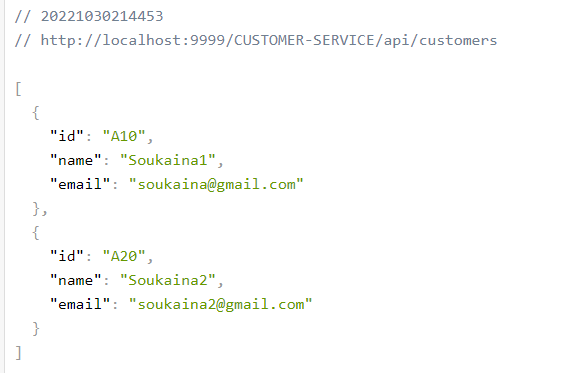 // 20221030214453
// http://localhost:9999/CUSTOMER-SERVICE/api/customers
[
{
"id": "A10",
"name": "Soukaina1",
"email": "soukaina@gmail.com"
},
{
"id": "A20",
"name": "Soukaina2",
"email": "soukaina2@gmail.com"
}
]